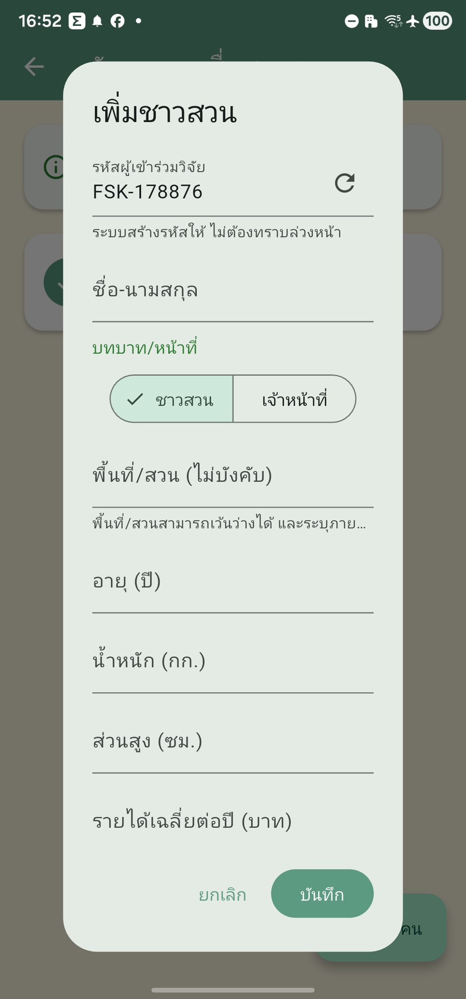 16:52
5
100
เพิ่มชาวสวน
รหัสผู้เข้าร่วมวิจัย
FSK-178876
ระบบสร้างรหัสให้ ไม่ต้องทราบล่วงหน้า
ชื่อ-นามสกุล
บทบาท/หน้าที่
ชาวสวน
เจ้าหน้าที่
พื้นที่/สวน (ไม่บังคับ)
พื้นที่/สวนสามารถเว้นว่างได้ และระบุภาย...
อายุ (ปี)
น้ำหนัก (กก.)
ส่วนสูง (ซม.)
รายได้เฉลี่ยต่อปี (บาท)
ยกเลิก
บันทึก
คน